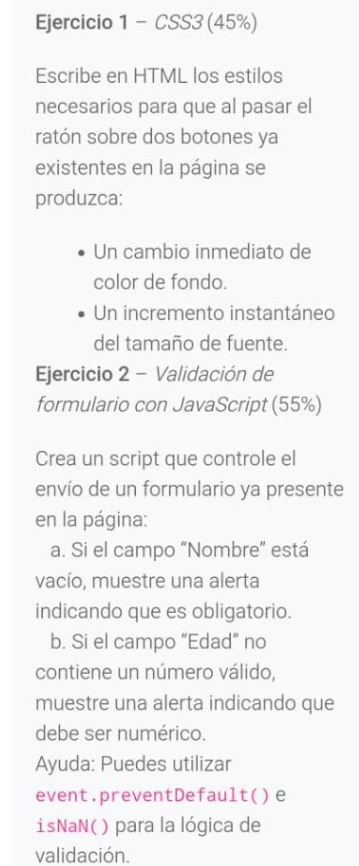 Ejercicio 1 – CSS3 (45%)
Escribe en HTML los estilos
necesarios para que al pasar el
ratón sobre dos botones ya
existentes en la página se
produzca:
• Un cambio inmediato de
color de fondo.
• Un incremento instantáneo
del tamaño de fuente.
Ejercicio 2 – Validación de
formulario con JavaScript (55%)
Crea un script que controle el
envío de un formulario ya presente
en la página:
a. Si el campo “Nombre” está
vacío, muestre una alerta
indicando que es obligatorio.
b. Si el campo “Edad” no
contiene un número válido,
muestre una alerta indicando que
debe ser numérico.
Ayuda: Puedes utilizar
event.preventDefault() e
isNaN() para la lógica de
validación.